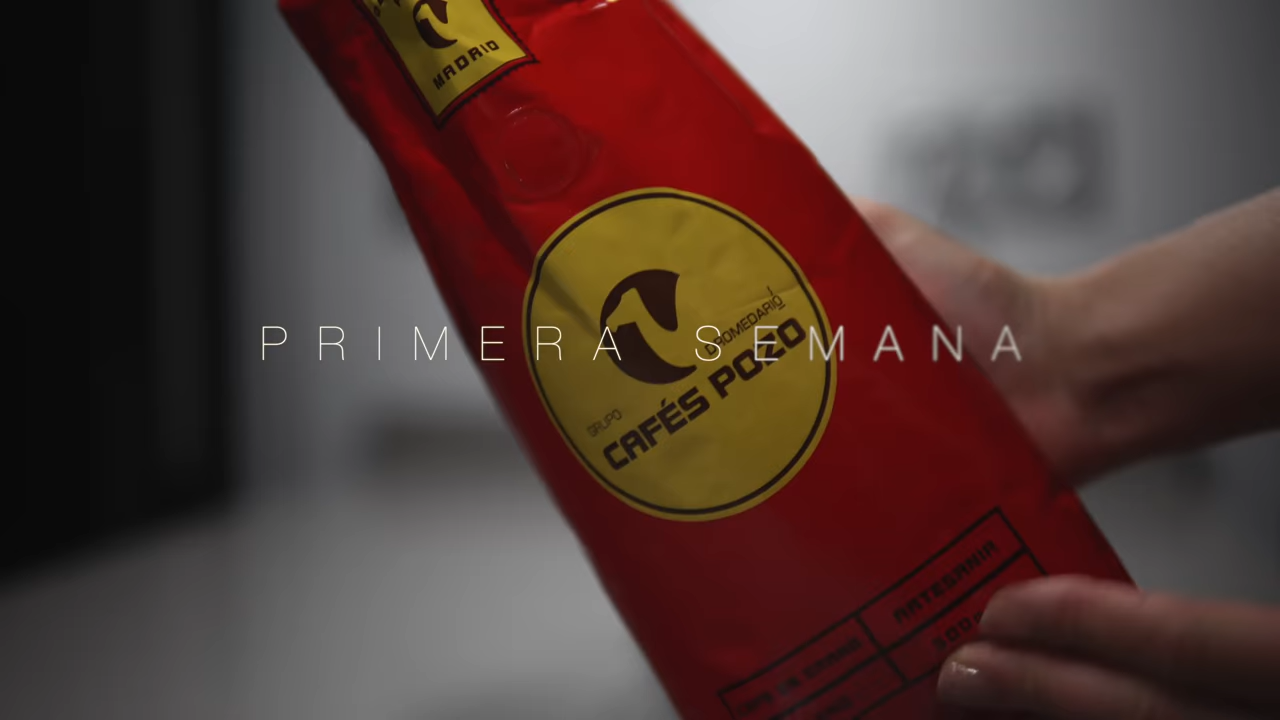 MADRID
PRIMERA SEMANA
DROMEDARIO
GRUPO
CAFÉS POZO
ARTESANIA